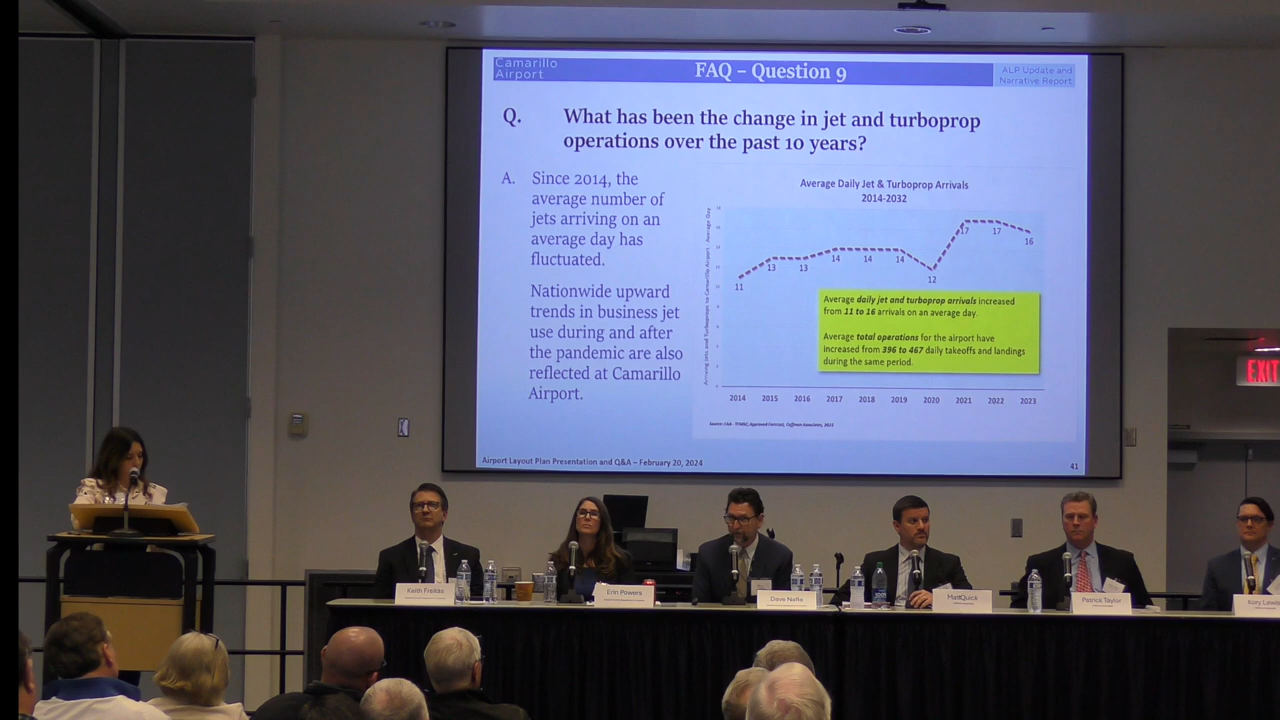 Camarillo
Airport
FAQ – Question 9
ALP Update and
Narrative Report
Q. What has been the change in jet and turboprop
operations over the past 10 years?
A. Since 2014, the
average number of
jets arriving on an
average day has
fluctuated.
Nationwide upward
trends in business jet
use during and after
the pandemic are also
reflected at Camarillo
Airport.
Average Daily Jet & Turboprop Arrivals
2014-2032
11
13
13
14
14
14
12
17
17
16
Average daily jet and turboprop arrivals increased
from 11 to 16 arrivals on an average day.
Average total operations for the airport have
increased from 396 to 467 daily takeoffs and landings
during the same period.
2014 2015 2016 2017 2018 2019 2020 2021 2022 2023
Airport Layout Plan Presentation and Q&A – February 20, 2024
41
EXIT
Keith Freitas
Erin Powers
Dave Nafie
Matt Quick
Patrick Taylor
Kory Lewis